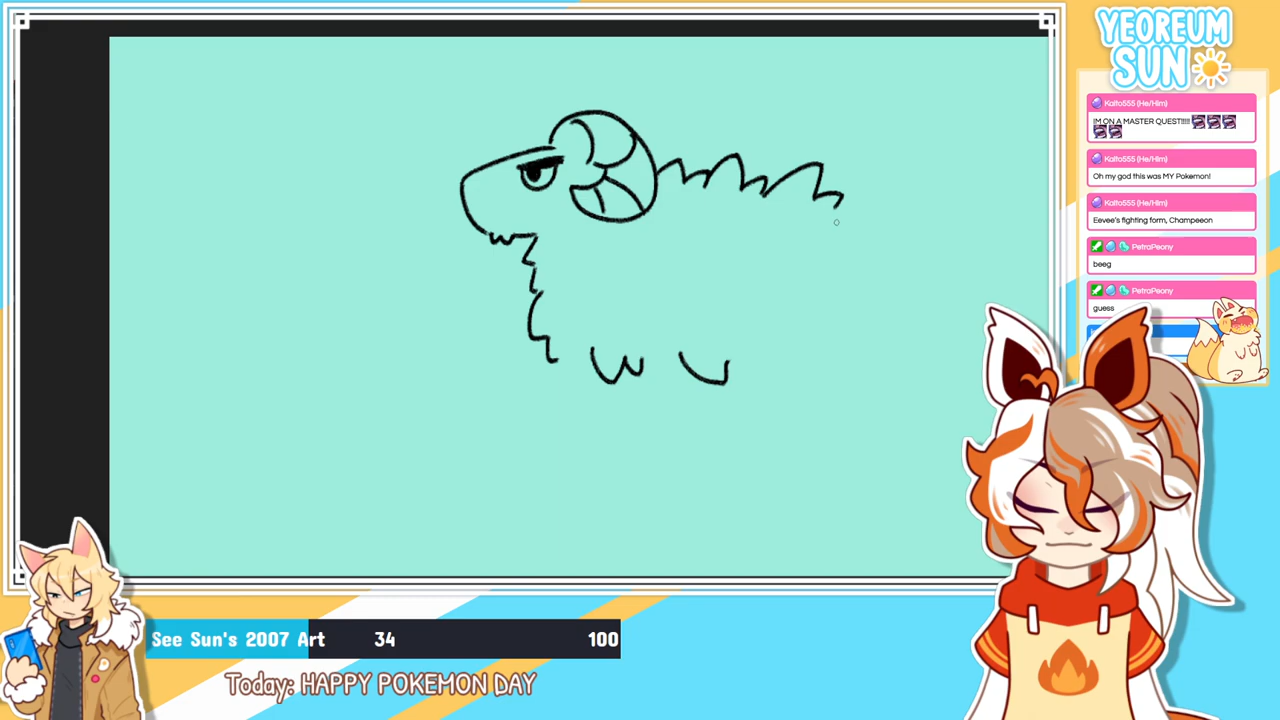 YEOREUM
SUN
Kaito555 (He/Him)
IM ON A MASTER QUEST!!!!!
Kaito555 (He/Him)
Oh my god this was MY Pokemon!
Kaito555 (He/Him)
Eevee's fighting form, Champeeon
PetraPeony
beeg
PetraPeony
guess
See Sun's 2007 Art 34 100
Today: HAPPY POKEMON DAY